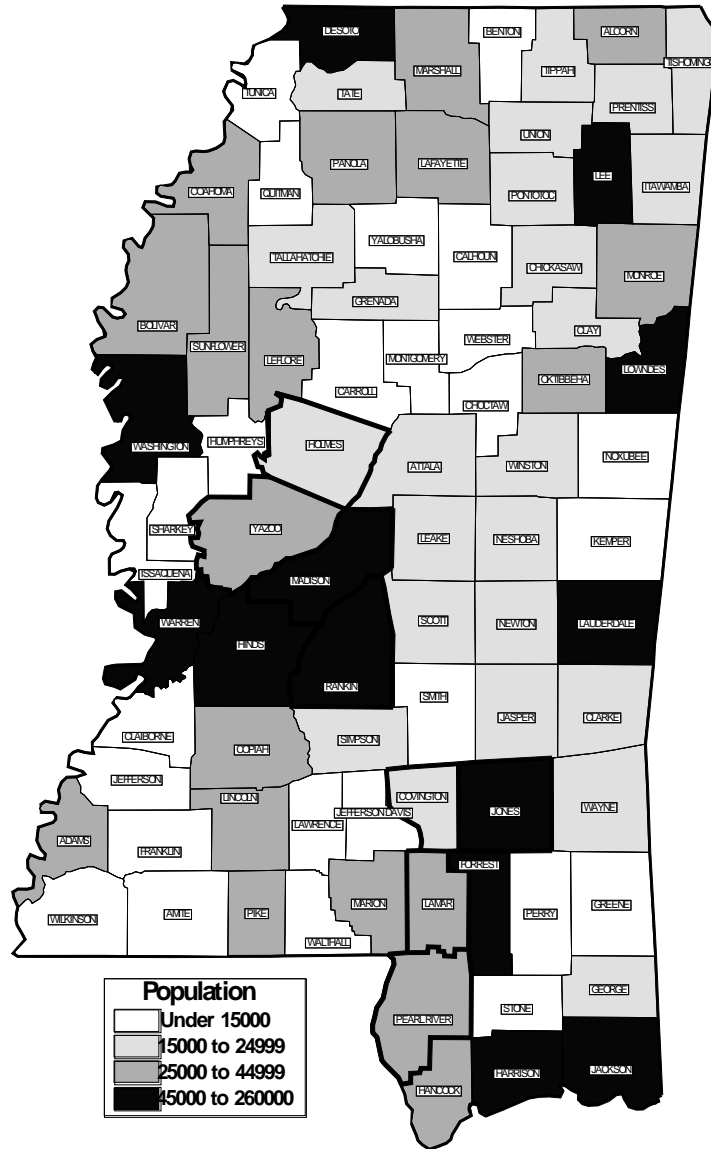 DESOTO
BENTON
ALCORN
TISHOMING
MARSHALL
TIPPAH
TUNICA
TATE
PRENTISS
UNION
PANOLA
LAFAYETTE
LEE
COAHOMA
QUITMAN
PONTOTOC
ITAWAMBA
YALOBUSHA
TALLAHATCHIE
CALHOUN
CHICKASAW
MONROE
GRENADA
BOLIVAR
SUNFLOWER
LEFLORE
WEBSTER
CLAY
MONTGOMERY
LOWNDES
OKTIBBEHA
CARROLL
CHOCTAW
WASHINGTON
HUMPHREYS
HOLMES
NOXUBEE
ATTALA
WINSTON
SHARKEY
YAZOO
LEAKE
NESHOBA
KEMPER
ISSAQUENA
MADISON
WARREN
SCOTT
NEWTON
LAUDERDALE
HINDS
RANKIN
SMITH
JASPER
CLARKE
CLAIBORNE
COPIAH
SIMPSON
JEFFERSON
LINCOLN
COVINGTON
JONES
WAYNE
JEFFERSON DAVIS
LAWRENCE
ADAMS
FRANKLIN
FORREST
MARION
LAMAR
GREENE
WILKINSON
AMITE
PIKE
PERRY
WALTHALL
GEORGE
STONE
PEARL RIVER
JACKSON
HARRISON
HANCOCK
Population
Under 15000
15000 to 24999
25000 to 44999
45000 to 260000